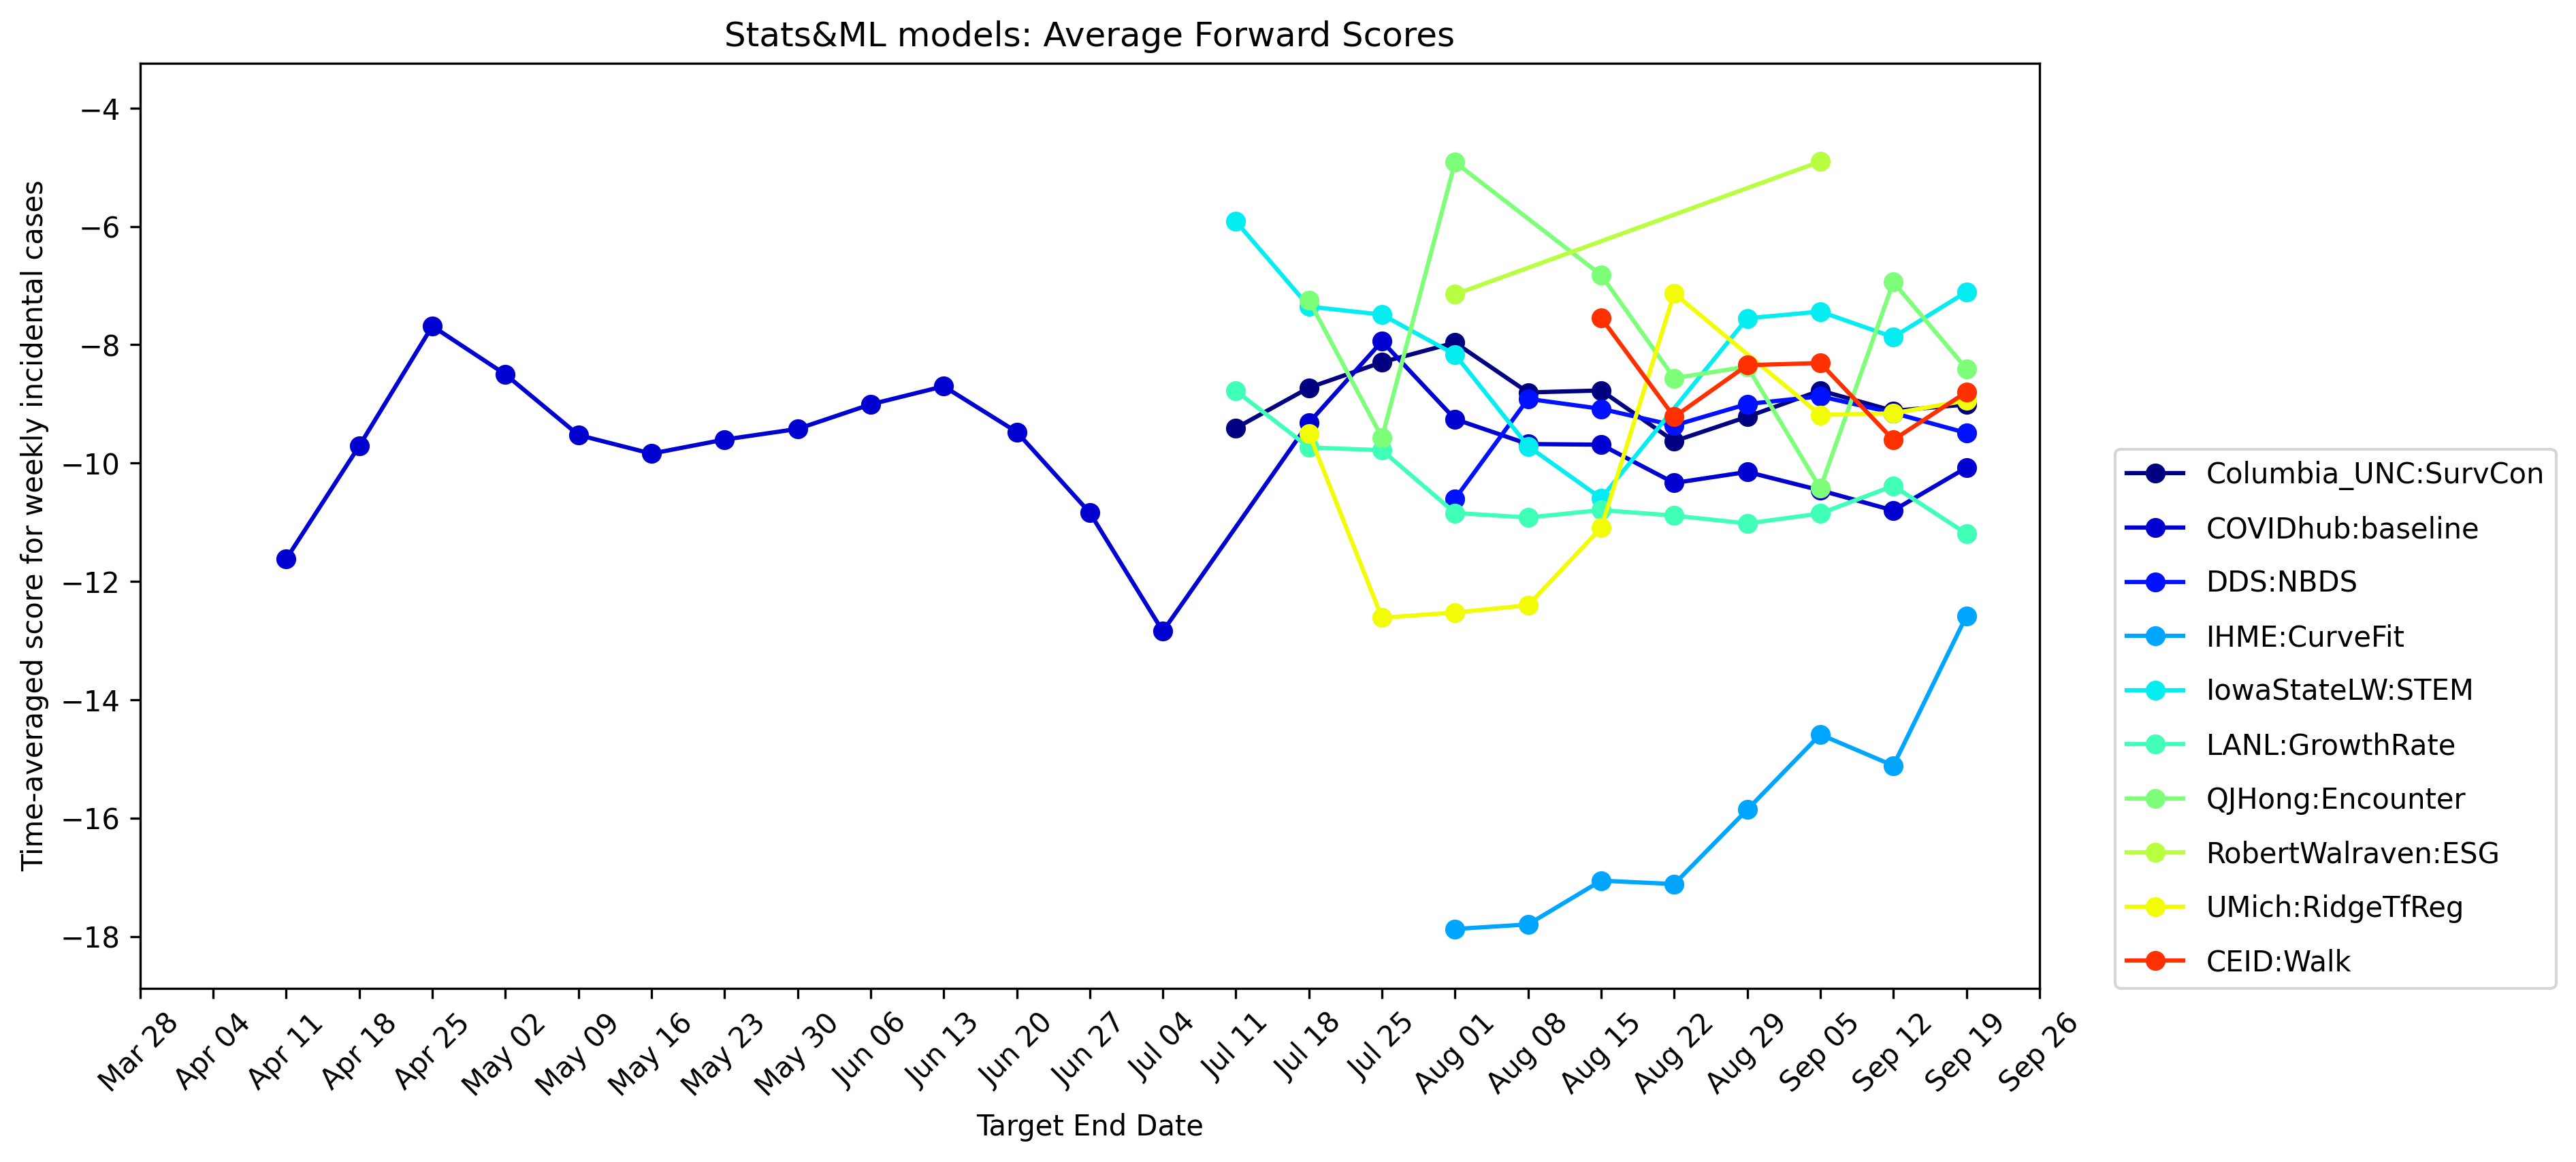 Stats&ML models: Average Forward Scores
Time-averaged score for weekly incidental cases
−4
−6
−8
−10
−12
−14
−16
−18
Mar 28
Apr 04
Apr 11
Apr 18
Apr 25
May 02
May 09
May 16
May 23
May 30
Jun 06
Jun 13
Jun 20
Jun 27
Jul 04
Jul 11
Jul 18
Jul 25
Aug 01
Aug 08
Aug 15
Aug 22
Aug 29
Sep 05
Sep 12
Sep 19
Sep 26
Target End Date
Columbia_UNC:SurvCon
COVIDhub:baseline
DDS:NBDS
IHME:CurveFit
IowaStateLW:STEM
LANL:GrowthRate
QJHong:Encounter
RobertWalraven:ESG
UMich:RidgeTfReg
CEID:Walk